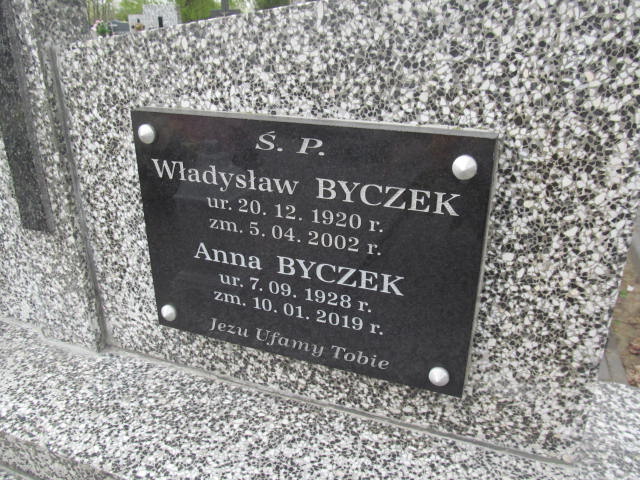 Ś. P.
Władysław BYCZEK
ur. 20. 12. 1920 r.
zm. 5. 04. 2002 r.
Anna BYCZEK
ur. 7. 09. 1928 r.
zm. 10. 01. 2019 r.
Jezu Ufamy Tobie